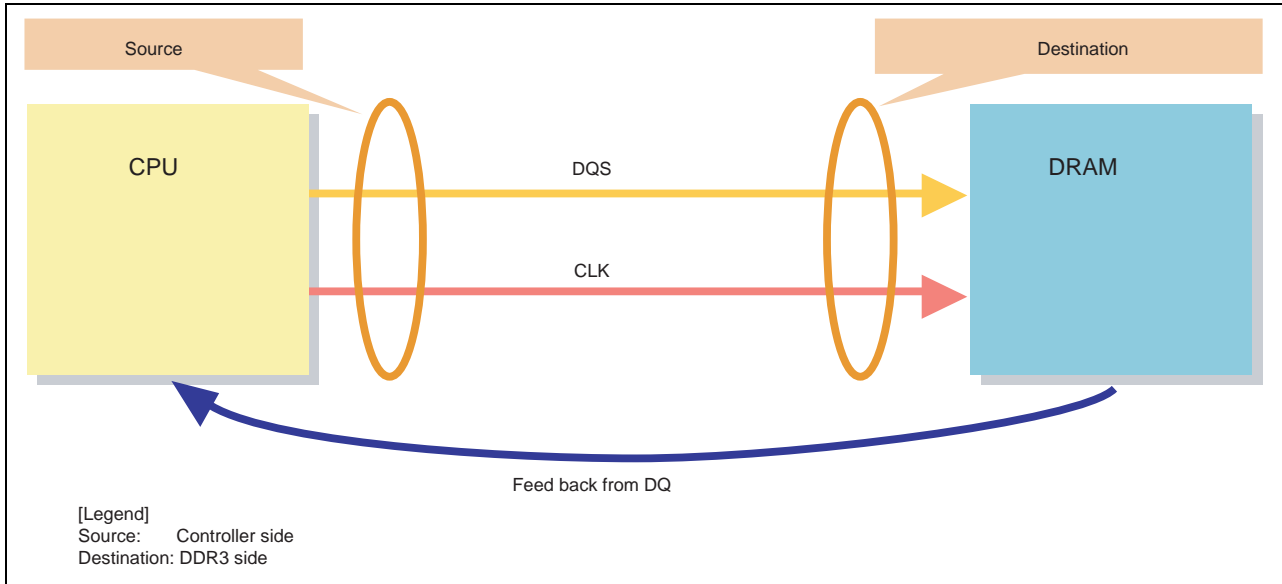 Source
Destination
CPU
DQS
DRAM
CLK
Feed back from DQ
[Legend]
Source: Controller side
Destination: DDR3 side